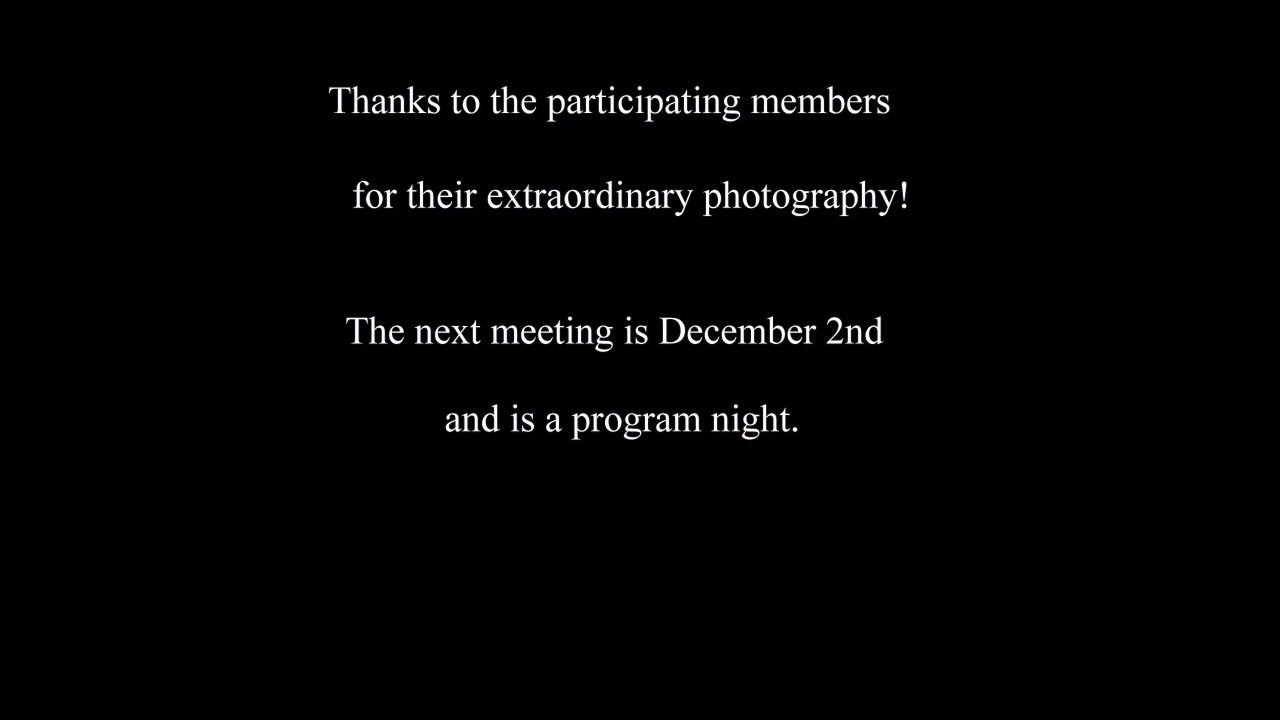 Thanks to the participating members
for their extraordinary photography!
The next meeting is December 2nd
and is a program night.